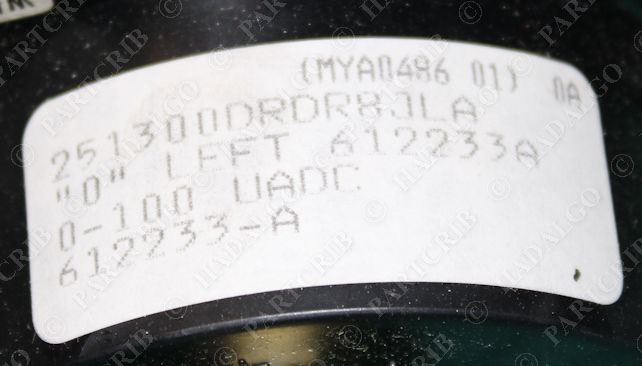 (MYA0486 01) 0A
251300DRDR8JLA
"0" LEFT 612233A
0-100 UADC
612233-A